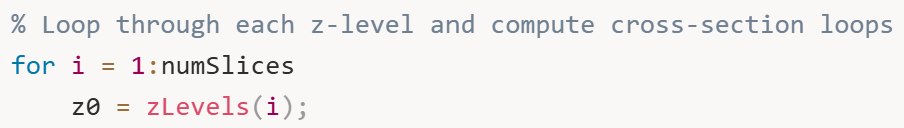 % Loop through each z-level and compute cross-section loops
for i = 1:numSlices
    z0 = zLevels(i);